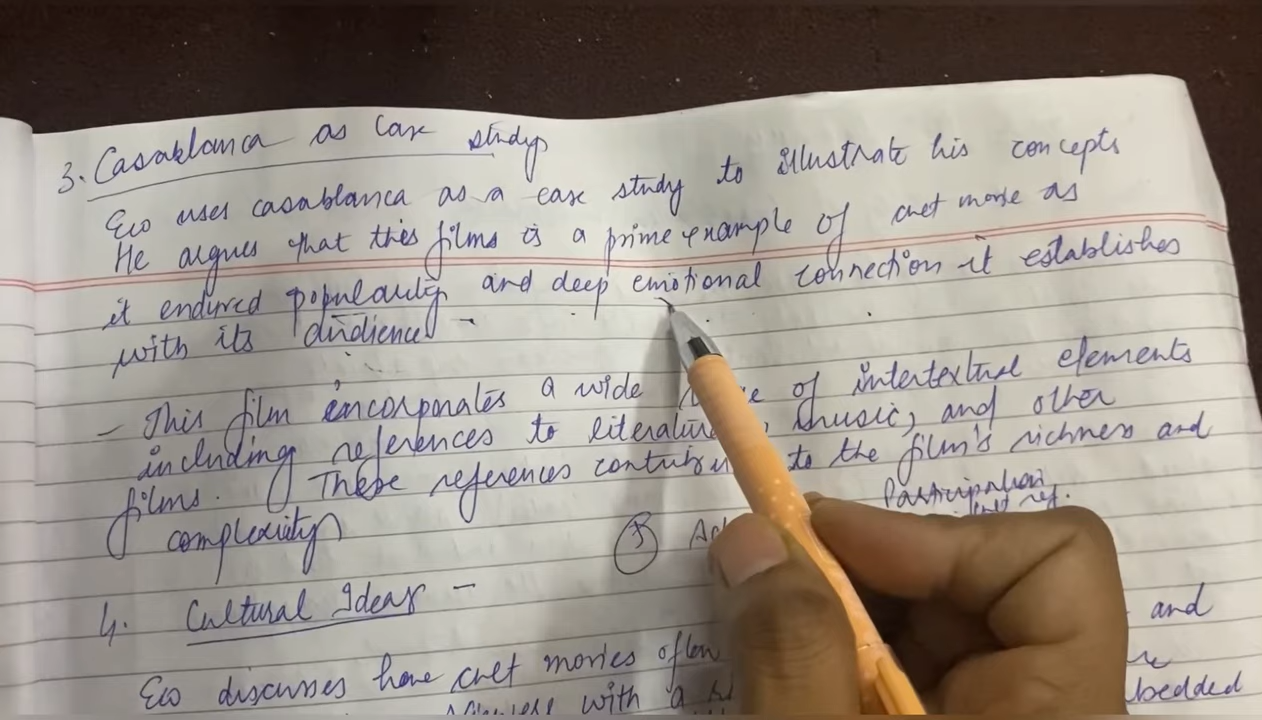 3. Casablanca as Case study
Eco uses casablanca as a case study to illustrate his concepts
He argues that this films is a prime example of cult movie as
it endured popularity and deep emotional connection it establishes
with its audience -
- This film incorporates a wide of intertextual elements
including references to literature, music, and other
films. These references to the film's richness and
complexity
Participation
4. Cultural Ideas -
and
Eco discusses have cult movies often
with a
bedded